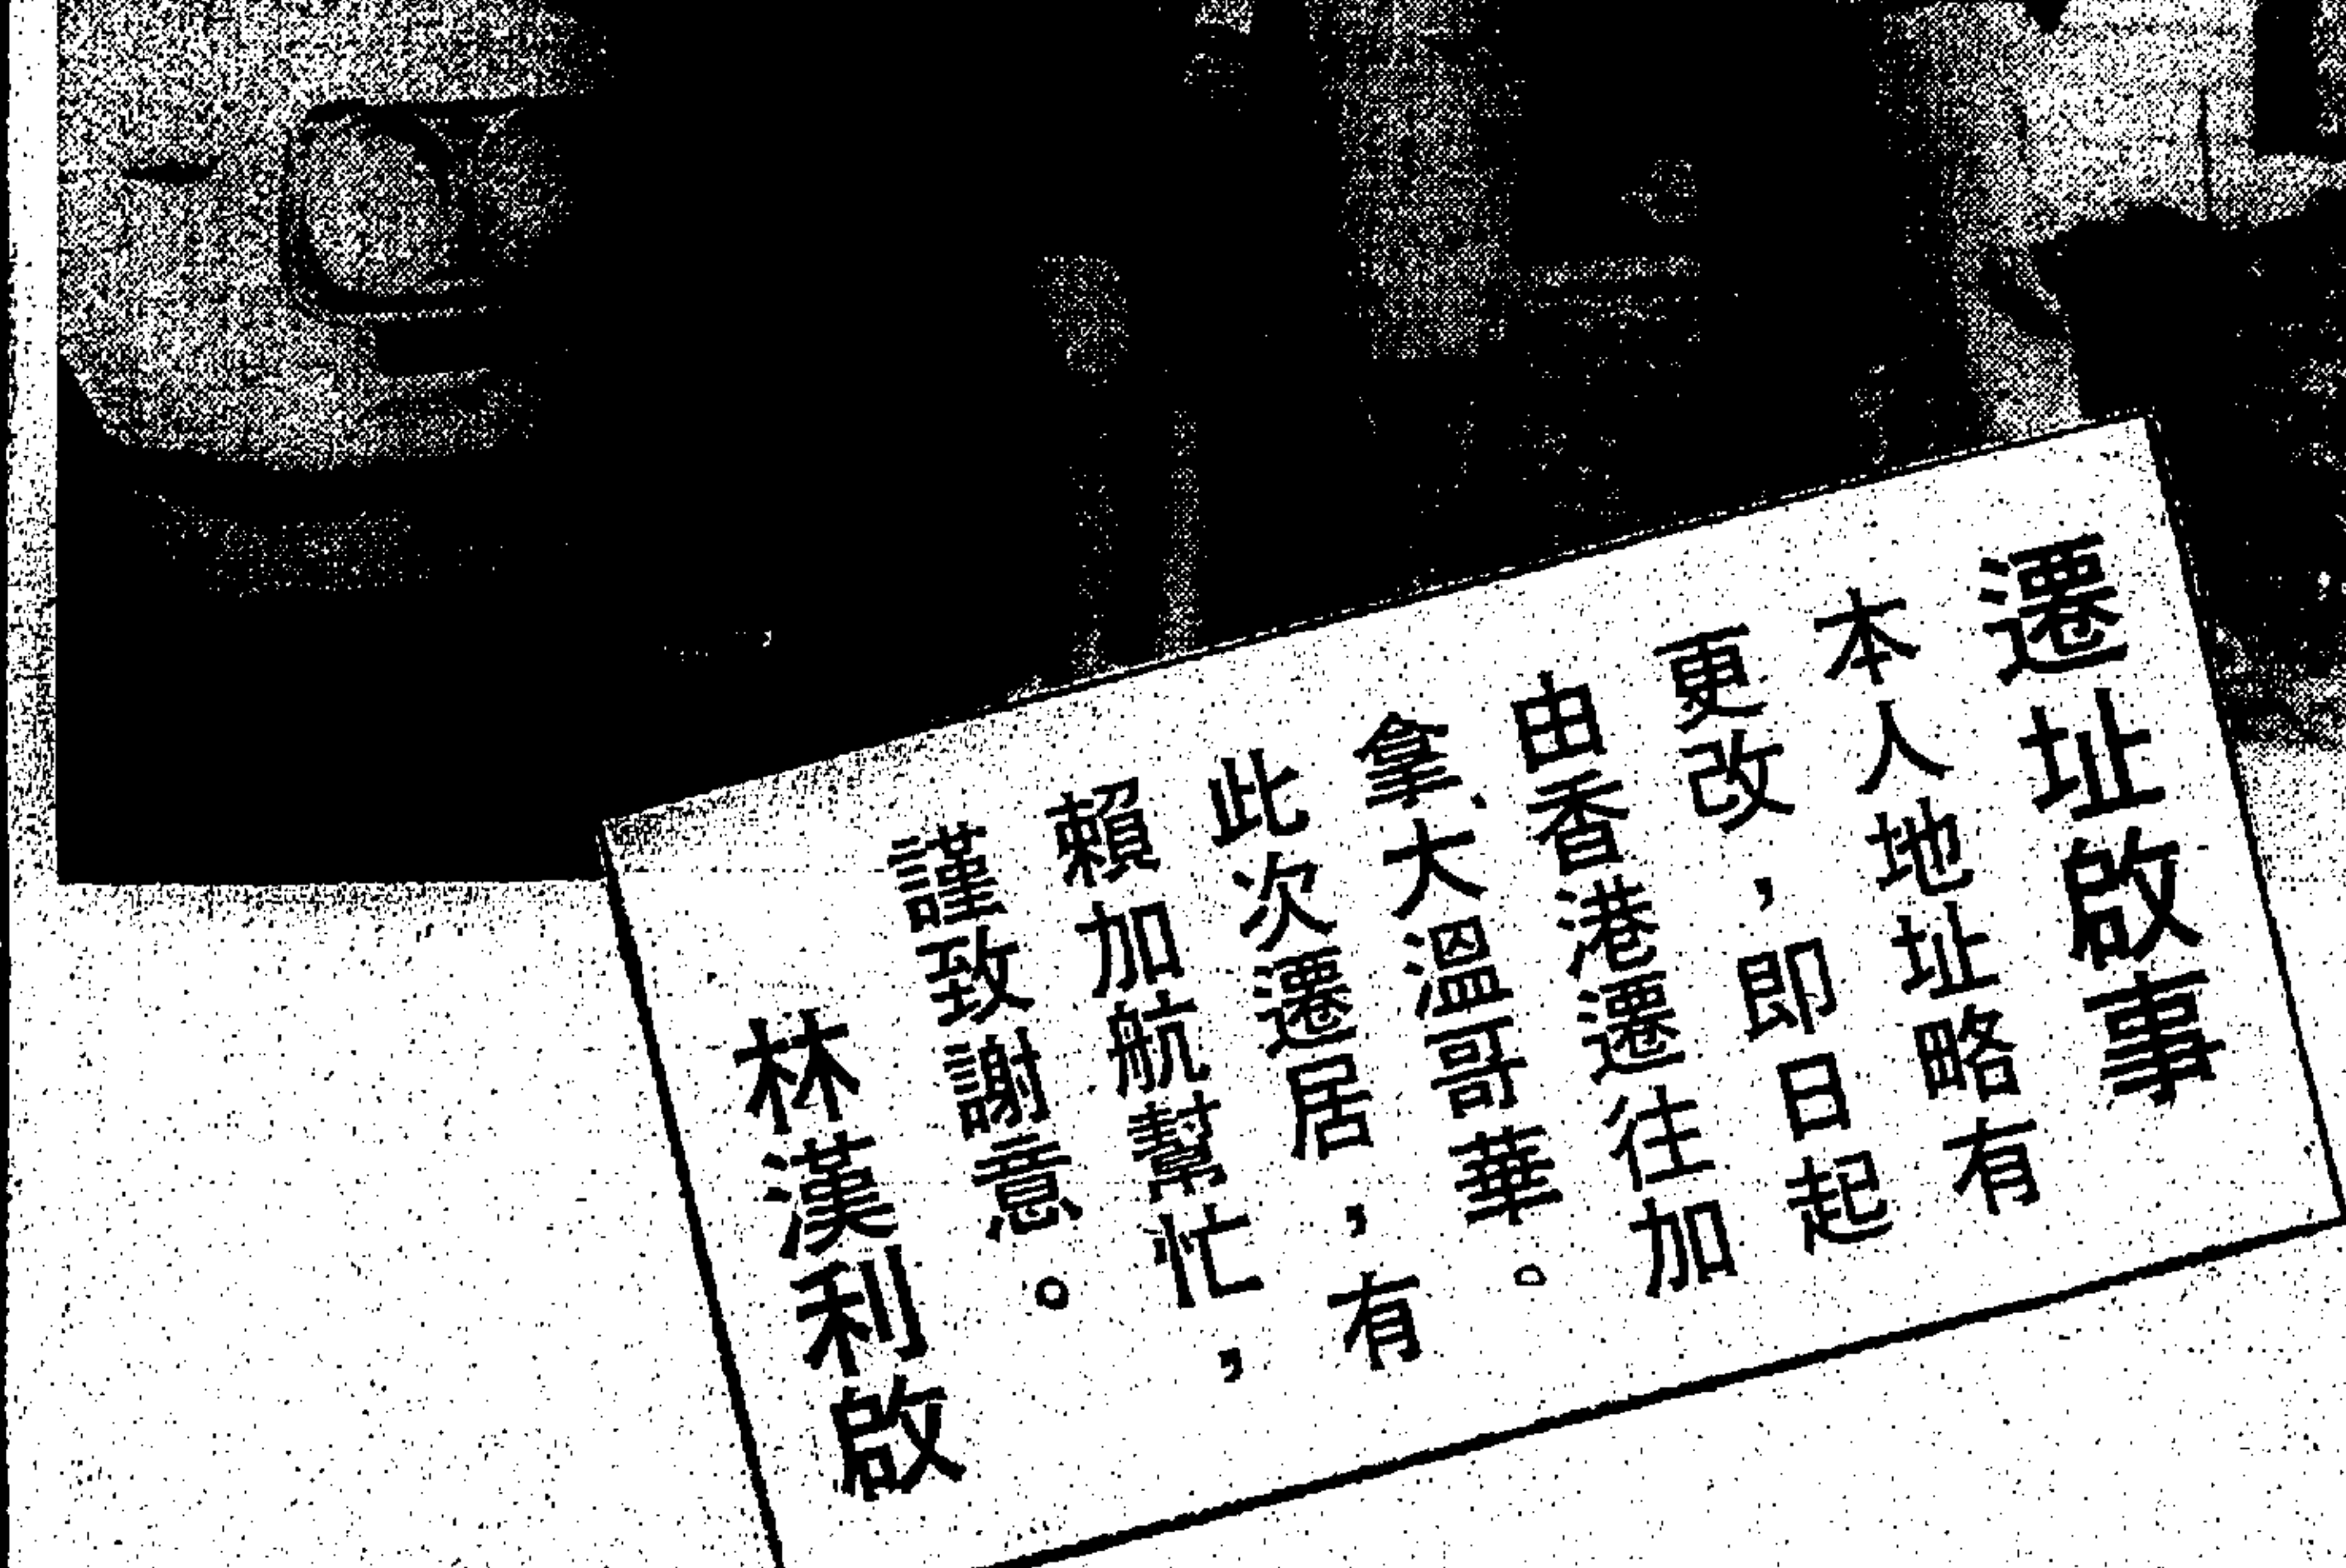 遷址啟事
本人地址略有
更改，即日起
由香港遷往加
拿大溫哥華。
此次遷居，有
賴加航幫忙，
謹致謝意。
林漢利啟